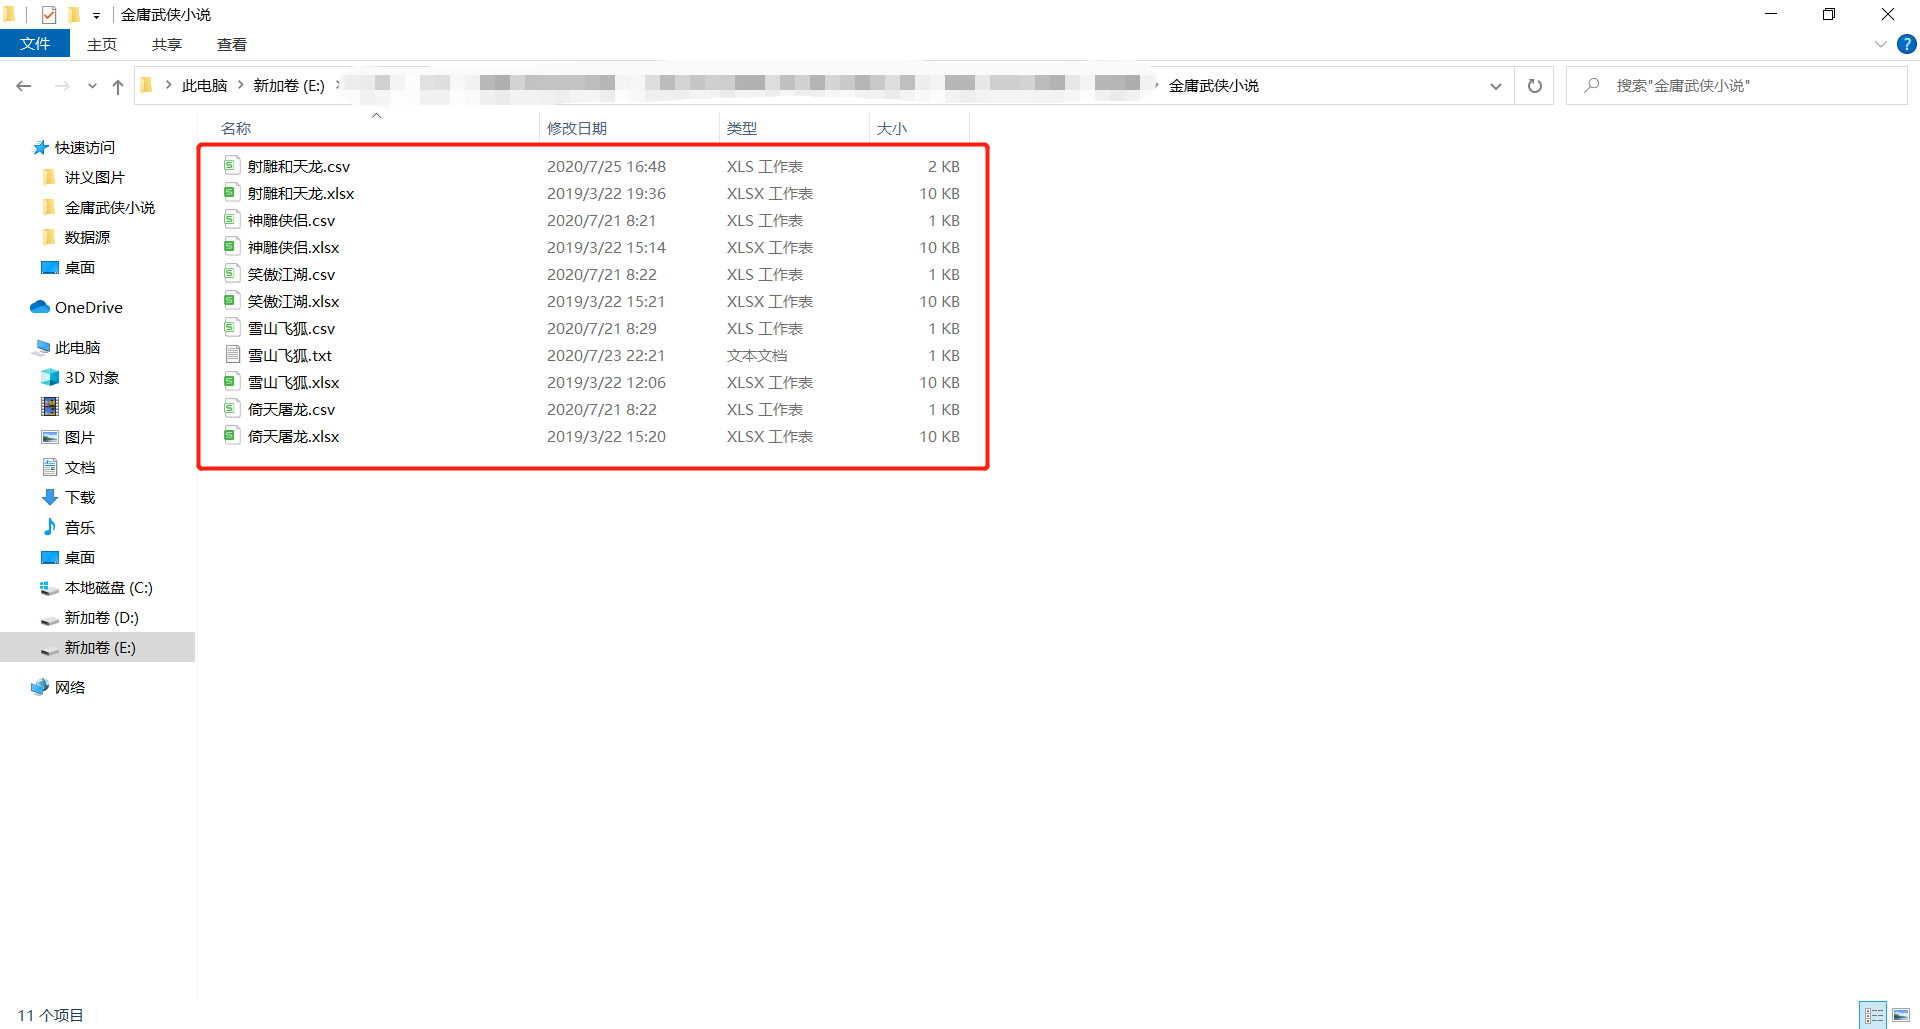 金庸武侠小说
文件 主页 共享 查看
此电脑 新加卷 (E:) 金庸武侠小说 搜索"金庸武侠小说"
名称 修改日期 类型 大小
快速访问
讲义图片
金庸武侠小说
数据源
桌面
OneDrive
此电脑
3D 对象
视频
图片
文档
下载
音乐
桌面
本地磁盘 (C:)
新加卷 (D:)
新加卷 (E:)
网络
射雕和天龙.csv 2020/7/25 16:48 XLS 工作表 2 KB
射雕和天龙.xlsx 2019/3/22 19:36 XLSX 工作表 10 KB
神雕侠侣.csv 2020/7/21 8:21 XLS 工作表 1 KB
神雕侠侣.xlsx 2019/3/22 15:14 XLSX 工作表 10 KB
笑傲江湖.csv 2020/7/21 8:22 XLS 工作表 1 KB
笑傲江湖.xlsx 2019/3/22 15:21 XLSX 工作表 10 KB
雪山飞狐.csv 2020/7/21 8:29 XLS 工作表 1 KB
雪山飞狐.txt 2020/7/23 22:21 文本文档 1 KB
雪山飞狐.xlsx 2019/3/22 12:06 XLSX 工作表 10 KB
倚天屠龙.csv 2020/7/21 8:22 XLS 工作表 1 KB
倚天屠龙.xlsx 2019/3/22 15:20 XLSX 工作表 10 KB
11 个项目